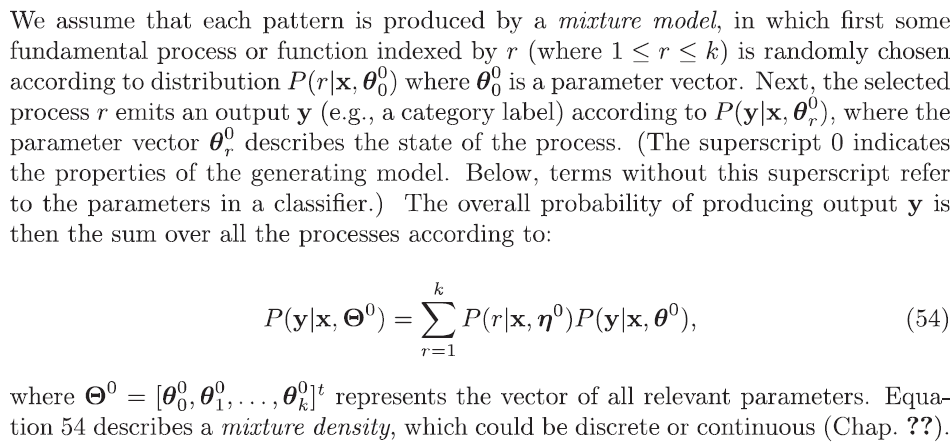 We assume that each pattern is produced by a mixture model, in which first some
fundamental process or function indexed by r (where 1 ≤ r ≤ k) is randomly chosen
according to distribution P(r|x, θ₀⁰) where θ₀⁰ is a parameter vector. Next, the selected
process r emits an output y (e.g., a category label) according to P(y|x, θᵣ⁰), where the
parameter vector θᵣ⁰ describes the state of the process. (The superscript 0 indicates
the properties of the generating model. Below, terms without this superscript refer
to the parameters in a classifier.) The overall probability of producing output y is
then the sum over all the processes according to:
P(y|x, Θ⁰) = ∑_{r=1}^{k} P(r|x, η⁰)P(y|x, θ⁰), (54)
where Θ⁰ = [θ₀⁰, θ₁⁰, . . . , θₖ⁰]ᵗ represents the vector of all relevant parameters. Equa-
tion 54 describes a mixture density, which could be discrete or continuous (Chap. ??).